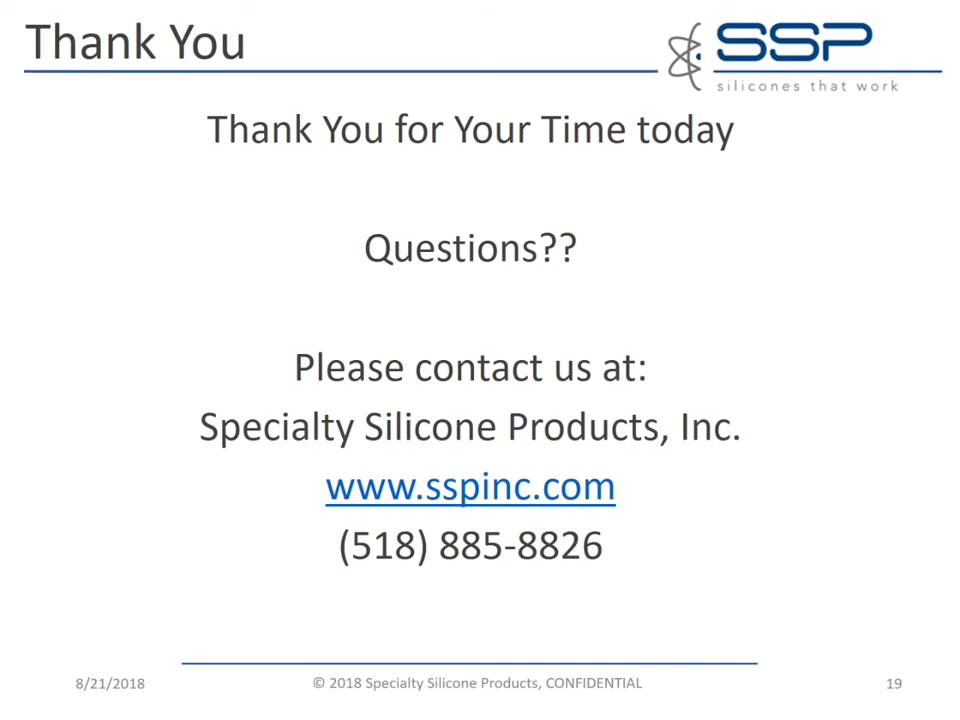 Thank You
SSP
silicones that work
Thank You for Your Time today
Questions??
Please contact us at:
Specialty Silicone Products, Inc.
www.sspinc.com
(518) 885-8826
8/21/2018
© 2018 Specialty Silicone Products, CONFIDENTIAL
19